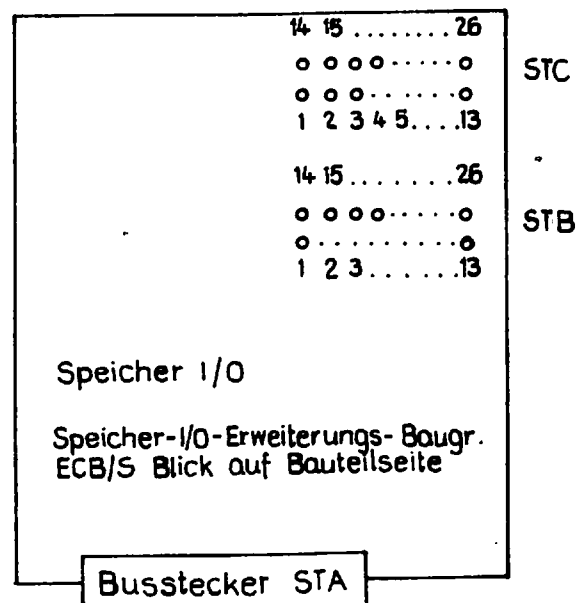 14 15 ........ 26
STC
1 2 3 4 5....13
14 15 ....... 26
STB
1 2 3 ...... 13
Speicher I/O
Speicher-I/O-Erweiterungs-Baugr.
ECB/S Blick auf Bauteilseite
Busstecker STA